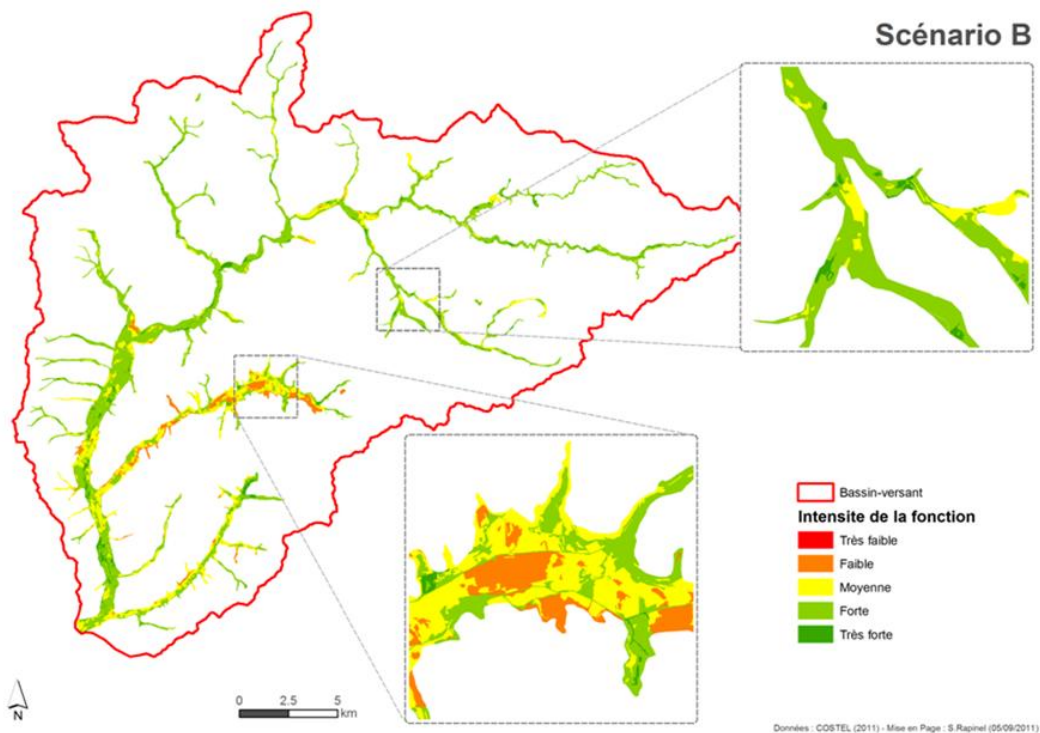 Scénario B
Bassin-versant
Intensite de la fonction
Très faible
Faible
Moyenne
Forte
Très forte
N
0 2.5 5
km
Données : COSTEL (2011) - Mise en Page : S.Rapinel (05/09/2011)